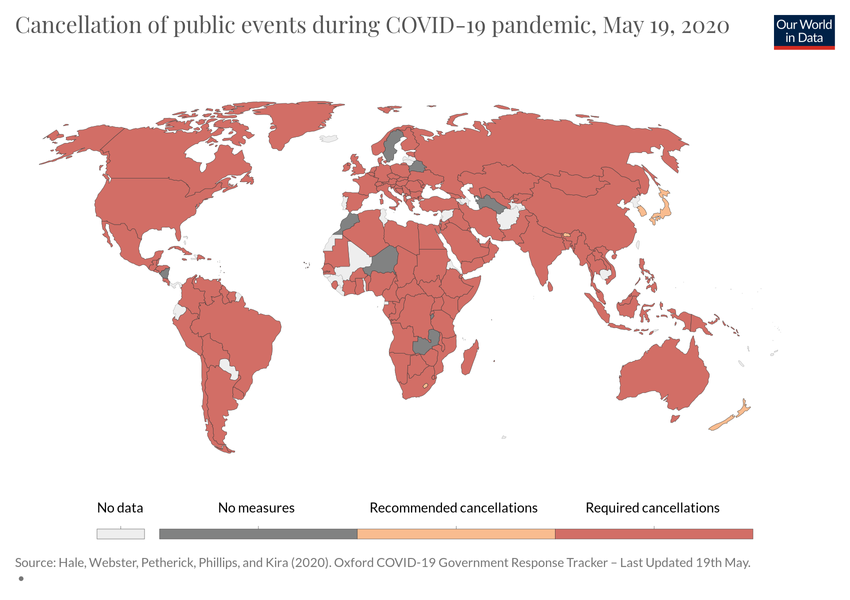 Cancellation of public events during COVID-19 pandemic, May 19, 2020
Our World
in Data
No data
No measures
Recommended cancellations
Required cancellations
Source: Hale, Webster, Petherick, Phillips, and Kira (2020). Oxford COVID-19 Government Response Tracker – Last Updated 19th May.
•